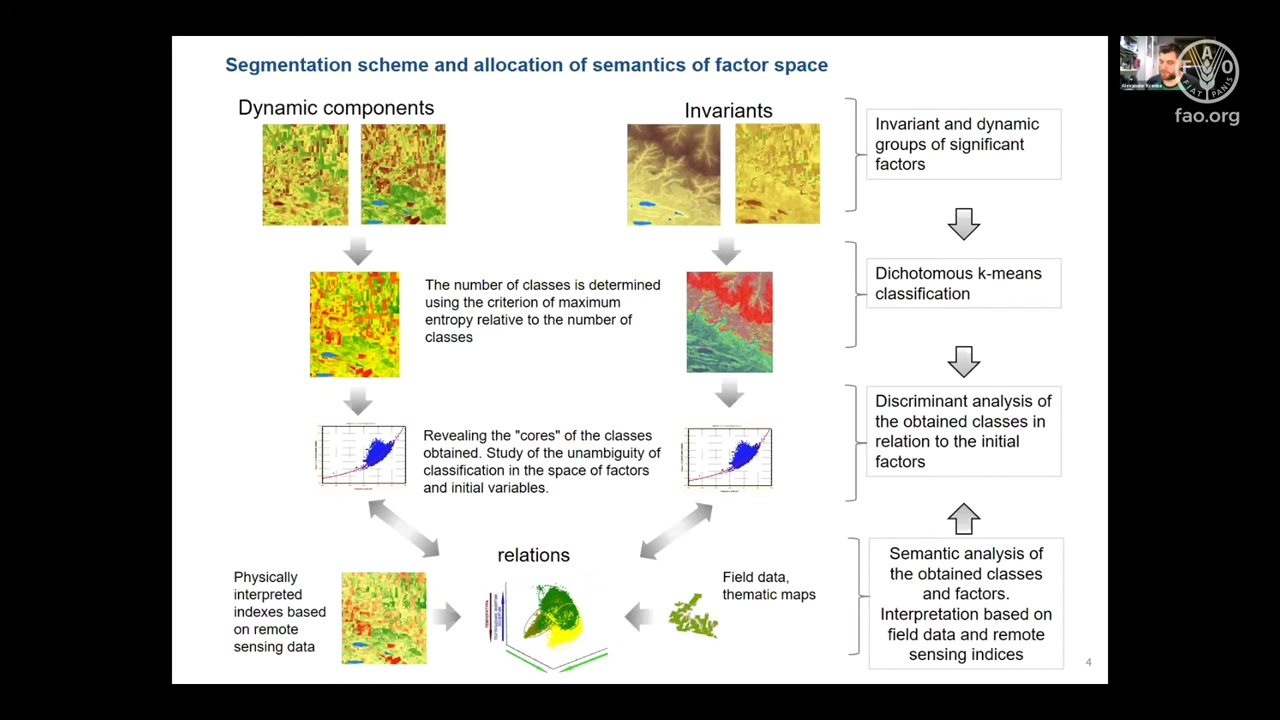 Segmentation scheme and allocation of semantics of factor space
Dynamic components
Invariants
Invariant and dynamic
groups of significant
factors
The number of classes is determined
using the criterion of maximum
entropy relative to the number of
classes
Dichotomous k-means
classification
Revealing the "cores" of the classes
obtained. Study of the unambiguity of
classification in the space of factors
and initial variables.
Discriminant analysis of
the obtained classes in
relation to the initial
factors
relations
Physically
interpreted
indexes based
on remote
sensing data
Field data,
thematic maps
Semantic analysis of
the obtained classes
and factors.
Interpretation based on
field data and remote
sensing indices
4
F A O
FIAT PANIS
fao.org